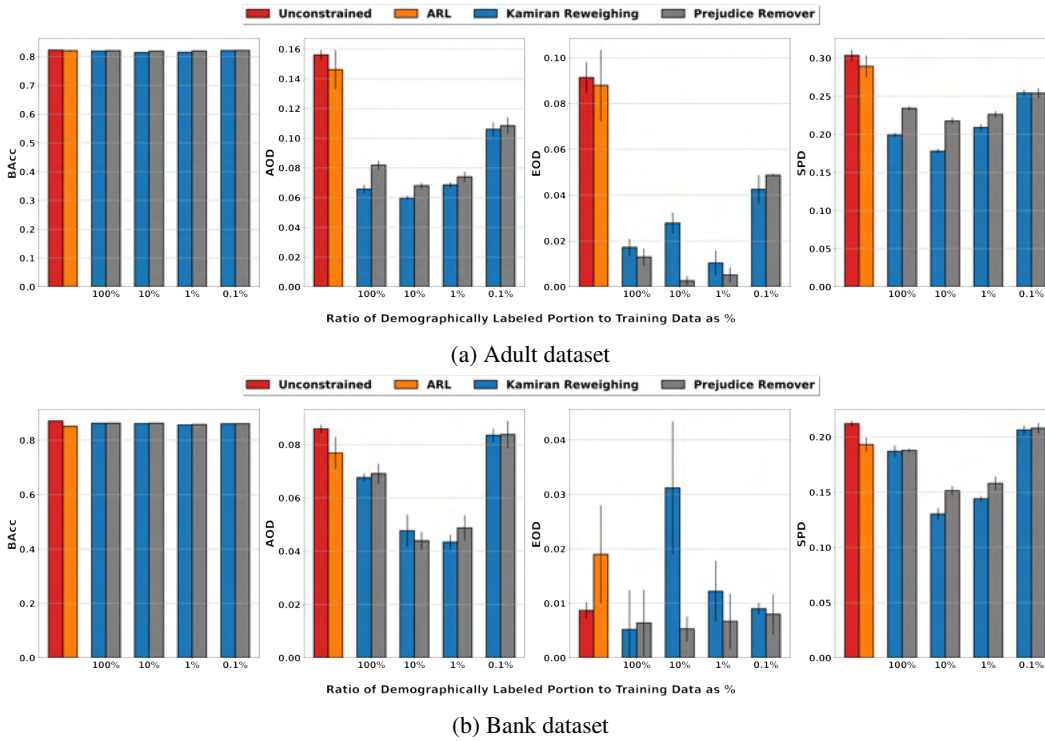 Unconstrained ARL Kamiran Reweighing Prejudice Remover
BAcc
0.8
0.7
0.6
0.5
0.4
0.3
0.2
0.1
0.0
100% 10% 1% 0.1%
AOD
0.16
0.14
0.12
0.10
0.08
0.06
0.04
0.02
0.00
100% 10% 1% 0.1%
EOD
0.10
0.08
0.06
0.04
0.02
0.00
100% 10% 1% 0.1%
SPD
0.30
0.25
0.20
0.15
0.10
0.05
0.00
100% 10% 1% 0.1%
Ratio of Demographically Labeled Portion to Training Data as %
(a) Adult dataset
Unconstrained ARL Kamiran Reweighing Prejudice Remover
BAcc
0.8
0.6
0.4
0.2
0.0
100% 10% 1% 0.1%
AOD
0.08
0.06
0.04
0.02
0.00
100% 10% 1% 0.1%
EOD
0.04
0.03
0.02
0.01
0.00
100% 10% 1% 0.1%
SPD
0.20
0.15
0.10
0.05
0.00
100% 10% 1% 0.1%
Ratio of Demographically Labeled Portion to Training Data as %
(b) Bank dataset